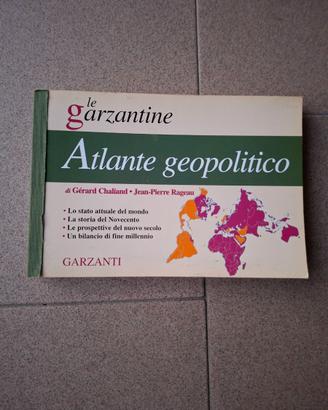 le
garzantine
Atlante geopolitico
di Gérard Chaliand • Jean-Pierre Rageau
• Lo stato attuale del mondo
• La storia del Novecento
• Le prospettive del nuovo secolo
• Un bilancio di fine millennio
GARZANTI